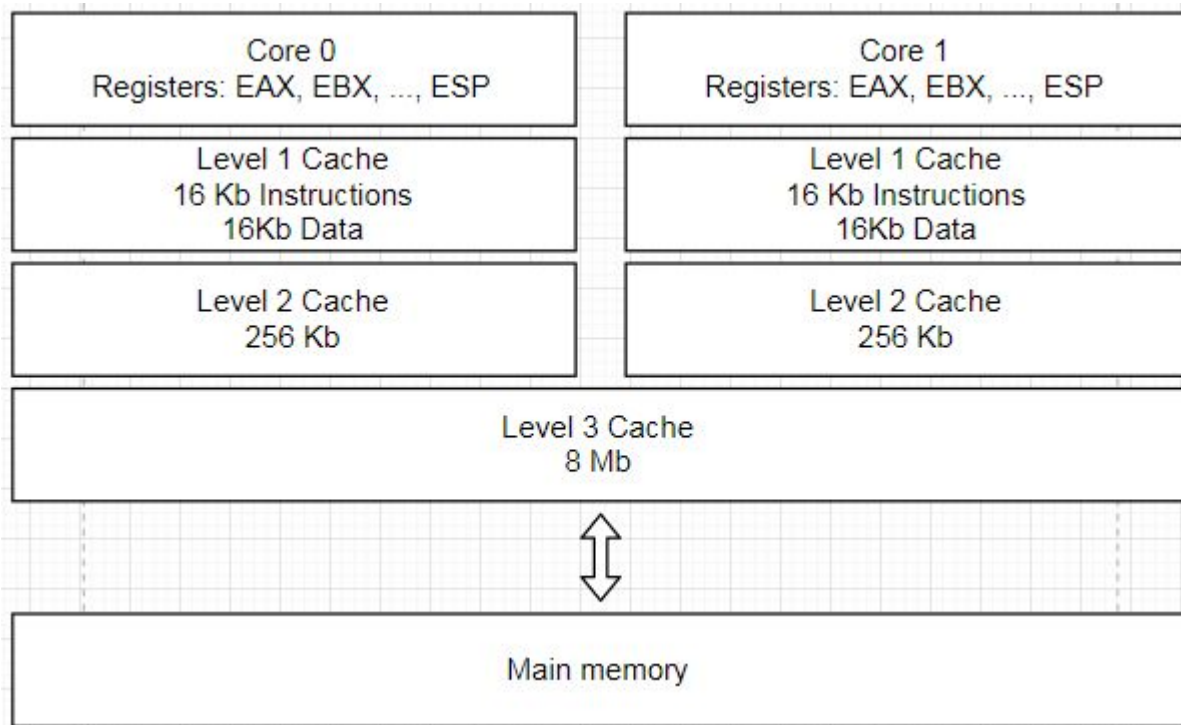 Core 0
Registers: EAX, EBX, ..., ESP
Level 1 Cache
16 Kb Instructions
16Kb Data
Level 2 Cache
256 Kb
Core 1
Registers: EAX, EBX, ..., ESP
Level 1 Cache
16 Kb Instructions
16Kb Data
Level 2 Cache
256 Kb
Level 3 Cache
8 Mb
Main memory